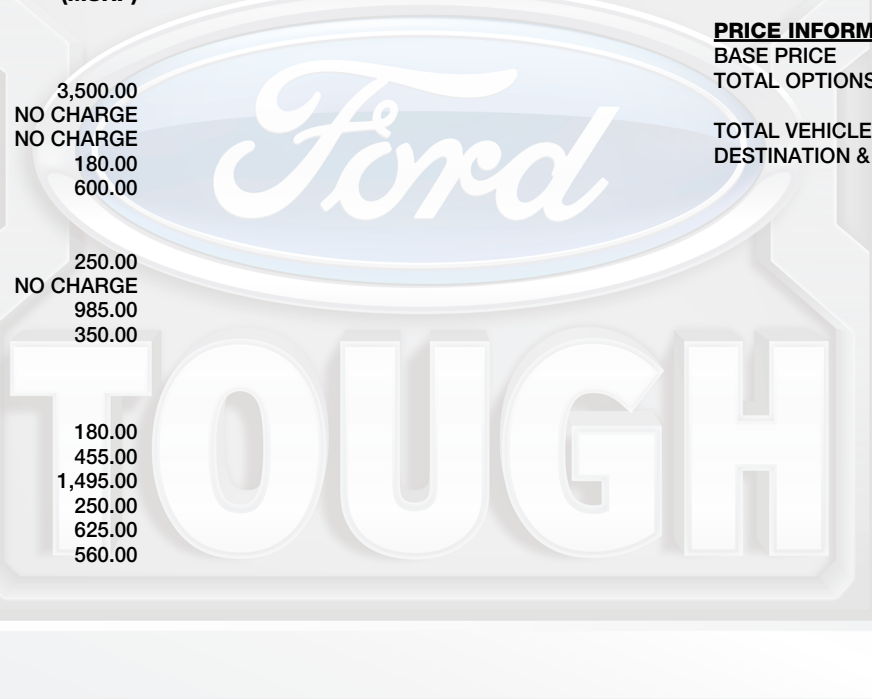 3,500.00
NO CHARGE
NO CHARGE
180.00
600.00
250.00
NO CHARGE
985.00
350.00
180.00
455.00
1,495.00
250.00
625.00
560.00
PRICE INFORM
BASE PRICE
TOTAL OPTIONS
TOTAL VEHICLE
DESTINATION &
Ford
TOUGH